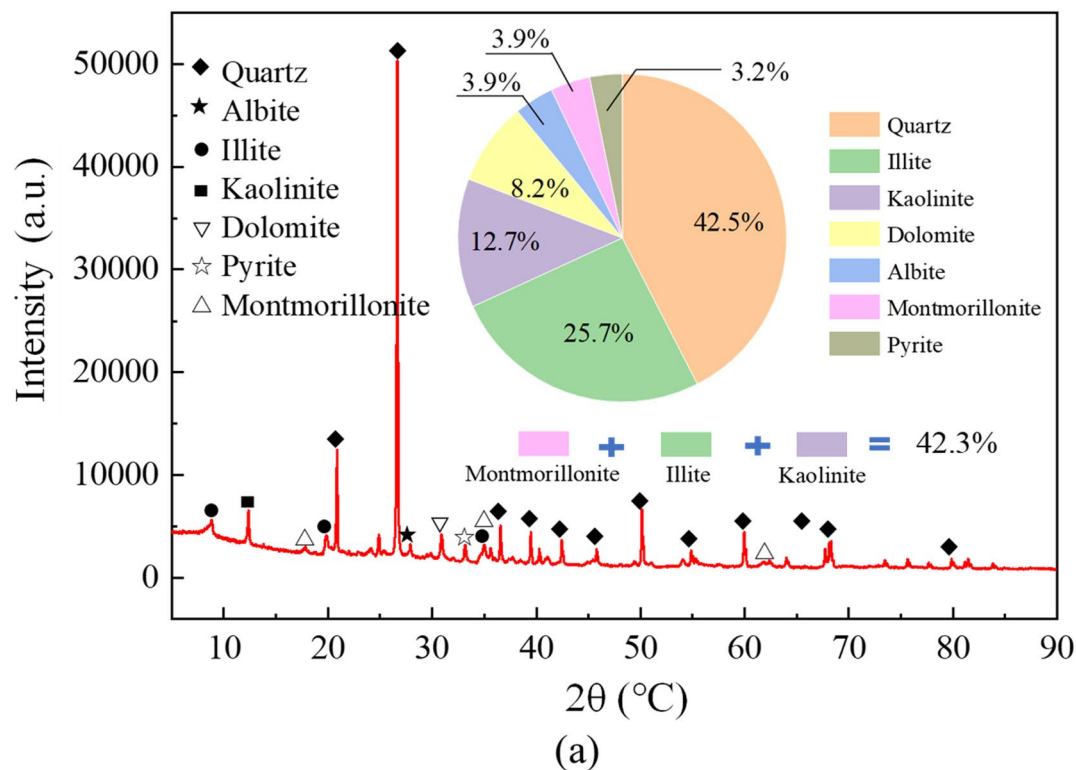 50000
40000
30000
20000
10000
0
Intensity (a.u.)
Quartz
Albite
Illite
Kaolinite
Dolomite
Pyrite
Montmorillonite
3.9%
3.9%
3.2%
8.2%
12.7%
42.5%
25.7%
Quartz
Illite
Kaolinite
Dolomite
Albite
Montmorillonite
Pyrite
+ + = 42.3%
Montmorillonite Illite Kaolinite
10 20 30 40 50 60 70 80 90
2θ (°C)
(a)